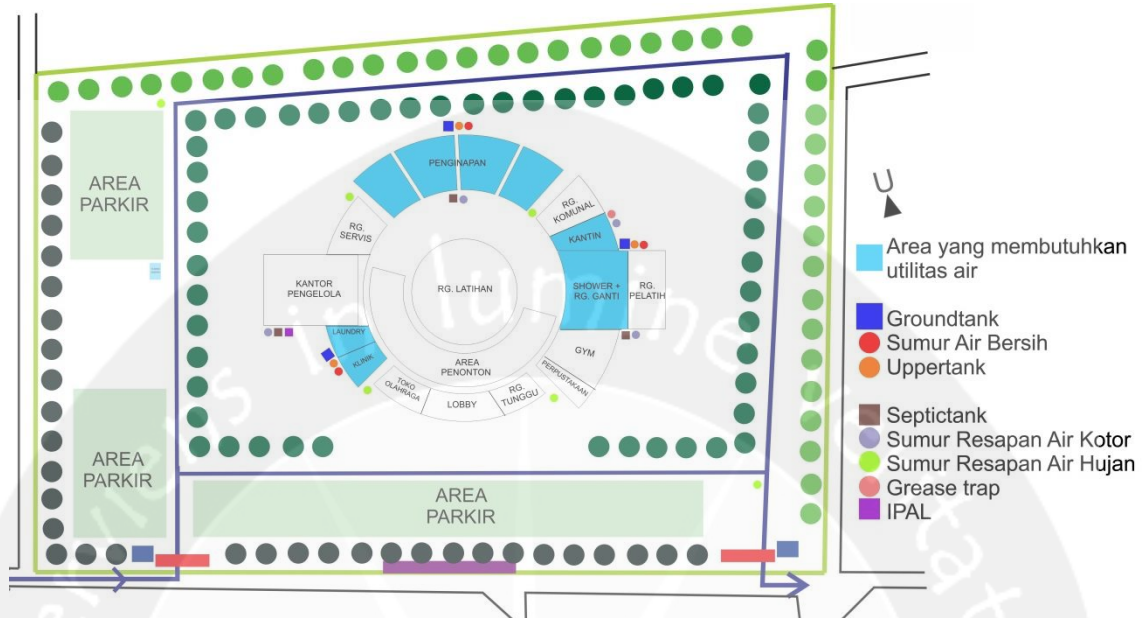 AREA
PARKIR
PENGINAPAN
RG.
KOMUNAL
RG.
SERVIS
KANTIN
KANTOR
PENGELOLA
RG. LATIHAN
SHOWER +
RG. GANTI
RG.
PELATIH
LAUNDRY
KLINIK
GYM
AREA
PENONTON
PERPUSTAKAAN
TOKO
OLAHRAGA
LOBBY
RG.
TUNGGU
AREA
PARKIR
AREA
PARKIR
U
Area yang membutuhkan
utilitas air
Groundtank
Sumur Air Bersih
Uppertank
Septictank
Sumur Resapan Air Kotor
Sumur Resapan Air Hujan
Grease trap
IPAL
in lumine